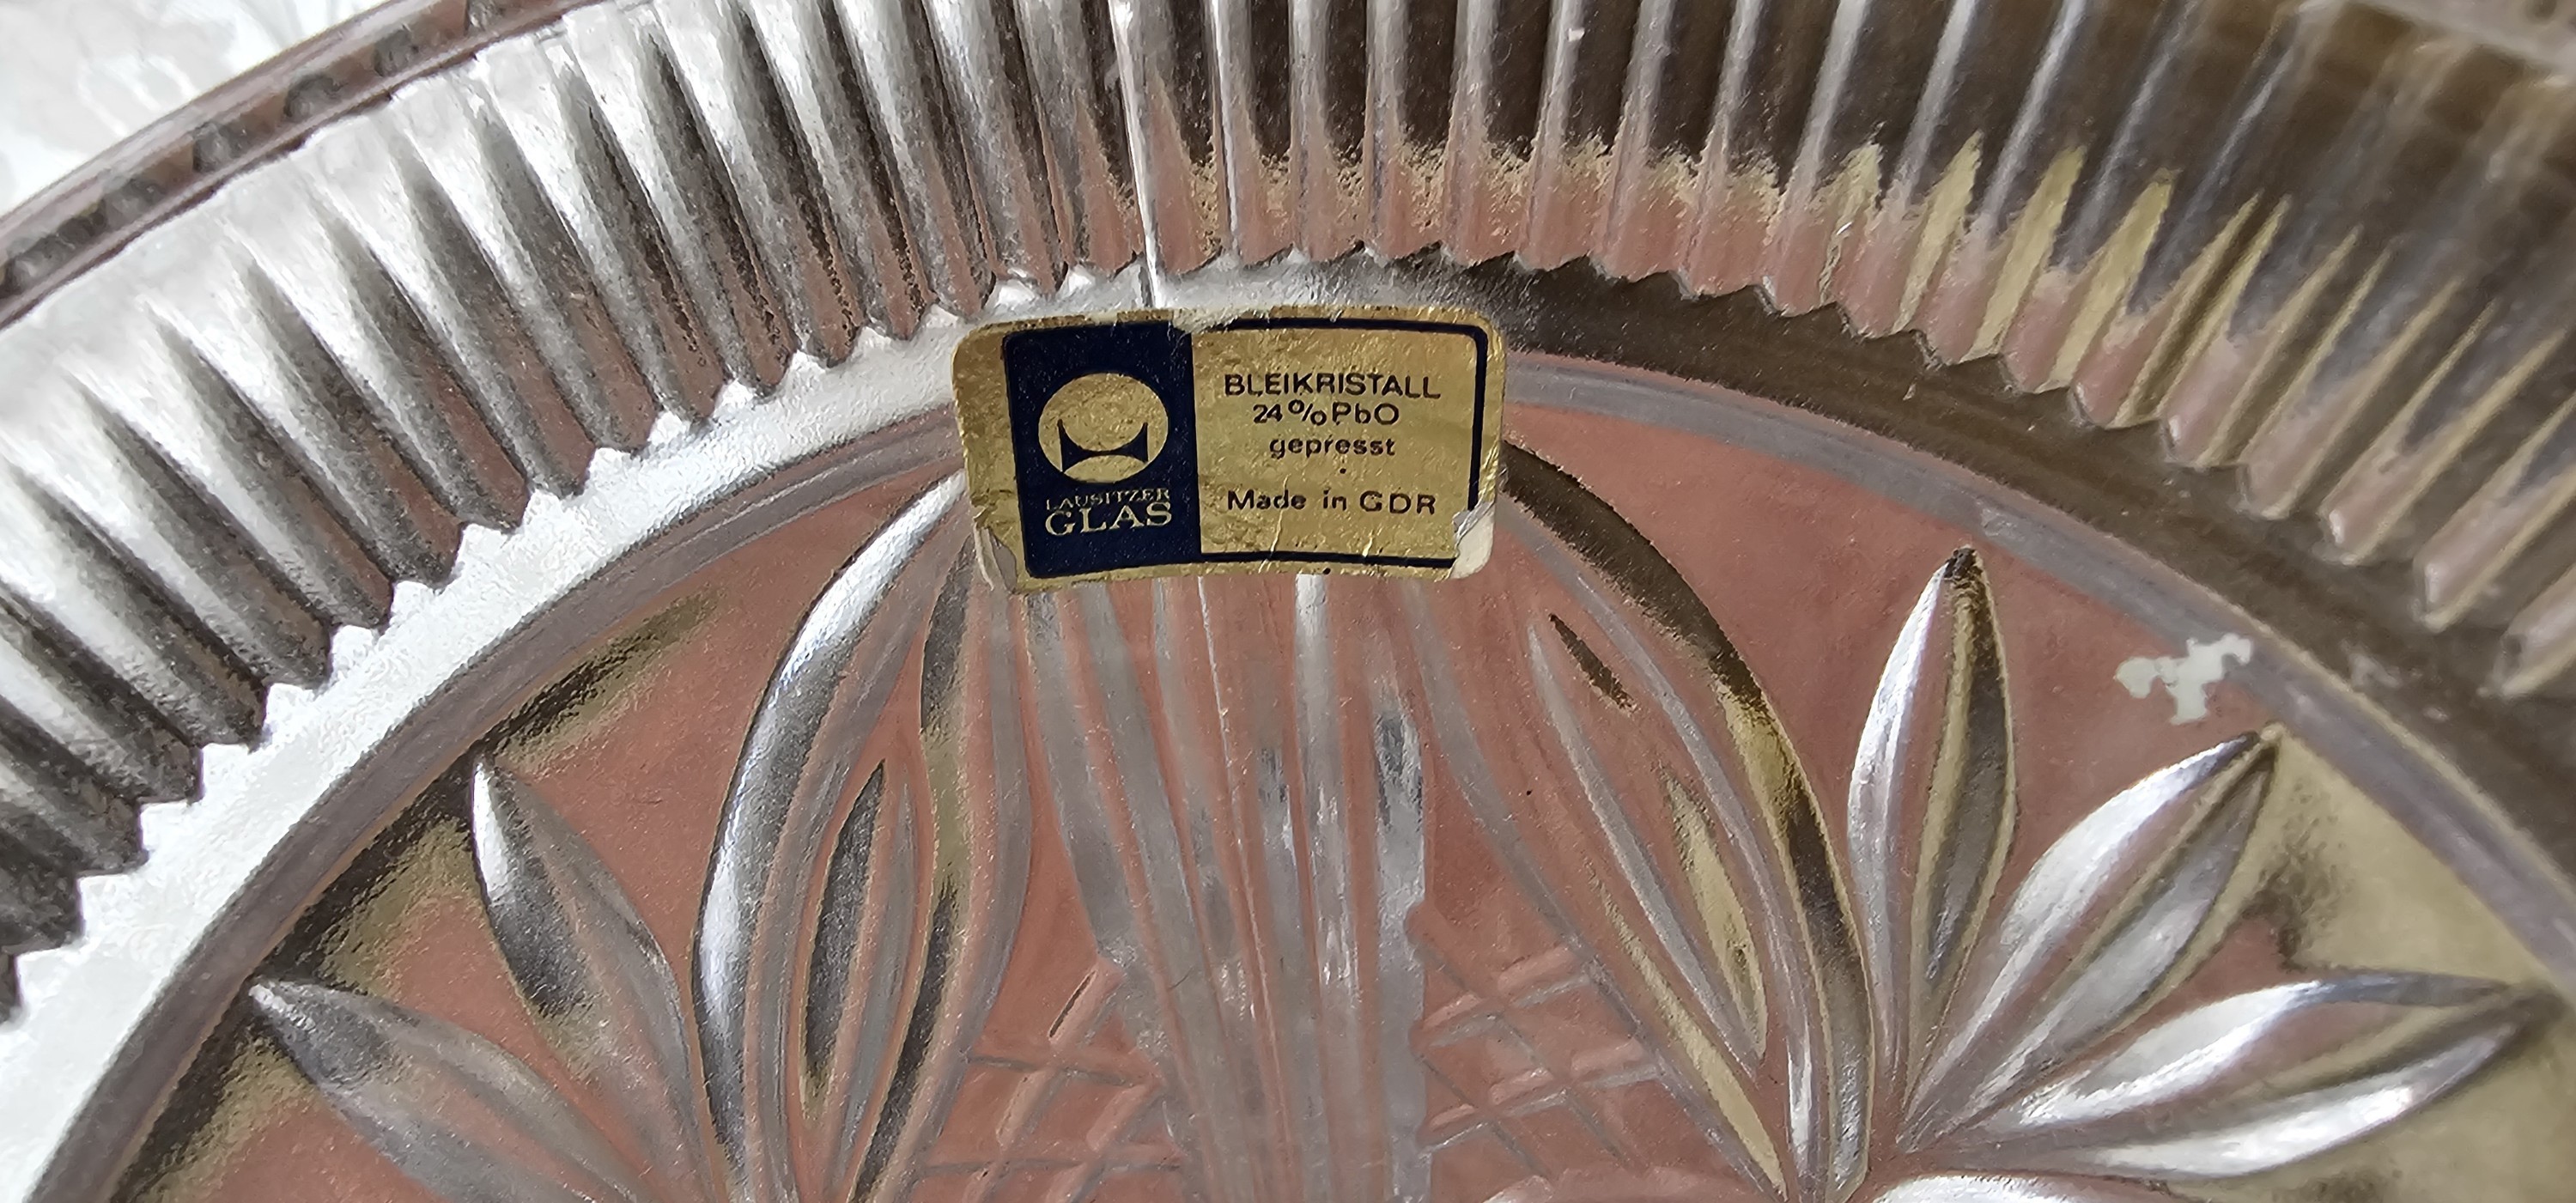 LAUSITZER
GLAS
BLEIKRISTALL
24% PbO
gepresst
Made in GDR